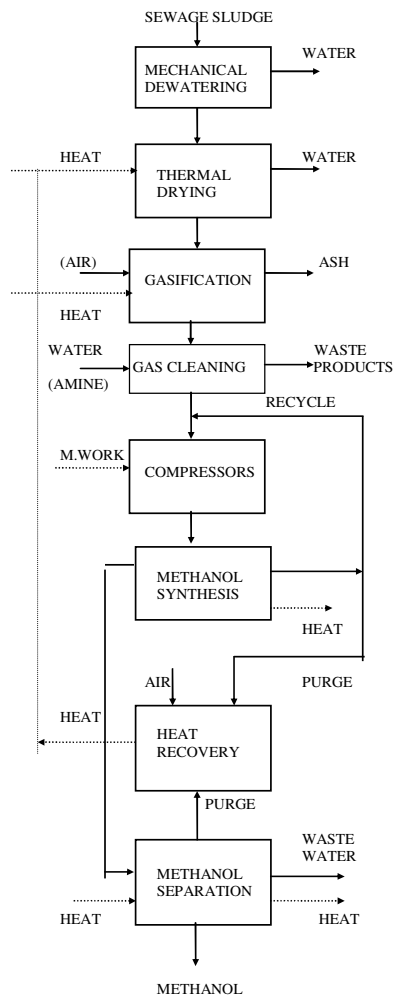 SEWAGE SLUDGE
WATER
MECHANICAL
DEWATERING
HEAT
WATER
THERMAL
DRYING
(AIR)
ASH
GASIFICATION
HEAT
WATER
WASTE
PRODUCTS
GAS CLEANING
(AMINE)
RECYCLE
M.WORK
COMPRESSORS
METHANOL
SYNTHESIS
HEAT
AIR
PURGE
HEAT
HEAT
RECOVERY
PURGE
WASTE
WATER
METHANOL
SEPARATION
HEAT
HEAT
METHANOL